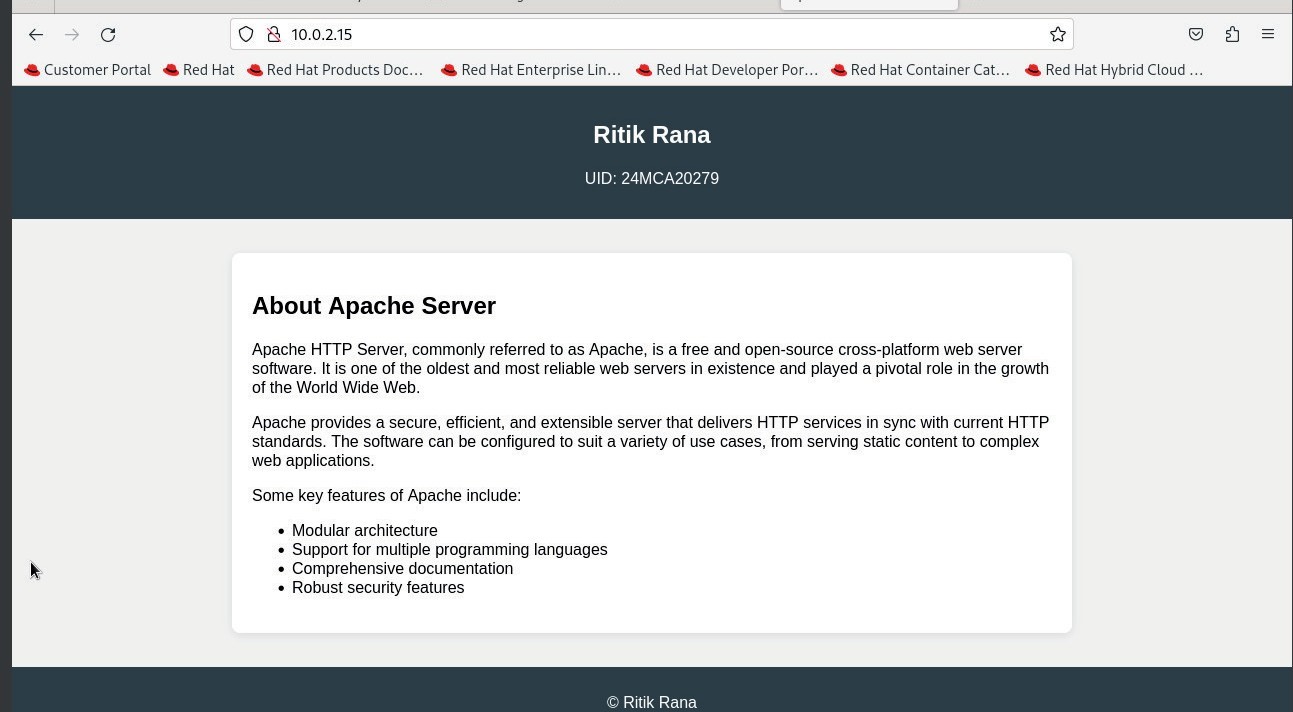 10.0.2.15
Customer Portal Red Hat Red Hat Products Doc… Red Hat Enterprise Lin… Red Hat Developer Por… Red Hat Container Cat… Red Hat Hybrid Cloud …
Ritik Rana
UID: 24MCA20279
About Apache Server
Apache HTTP Server, commonly referred to as Apache, is a free and open-source cross-platform web server
software. It is one of the oldest and most reliable web servers in existence and played a pivotal role in the growth
of the World Wide Web.
Apache provides a secure, efficient, and extensible server that delivers HTTP services in sync with current HTTP
standards. The software can be configured to suit a variety of use cases, from serving static content to complex
web applications.
Some key features of Apache include:
• Modular architecture
• Support for multiple programming languages
• Comprehensive documentation
• Robust security features
© Ritik Rana